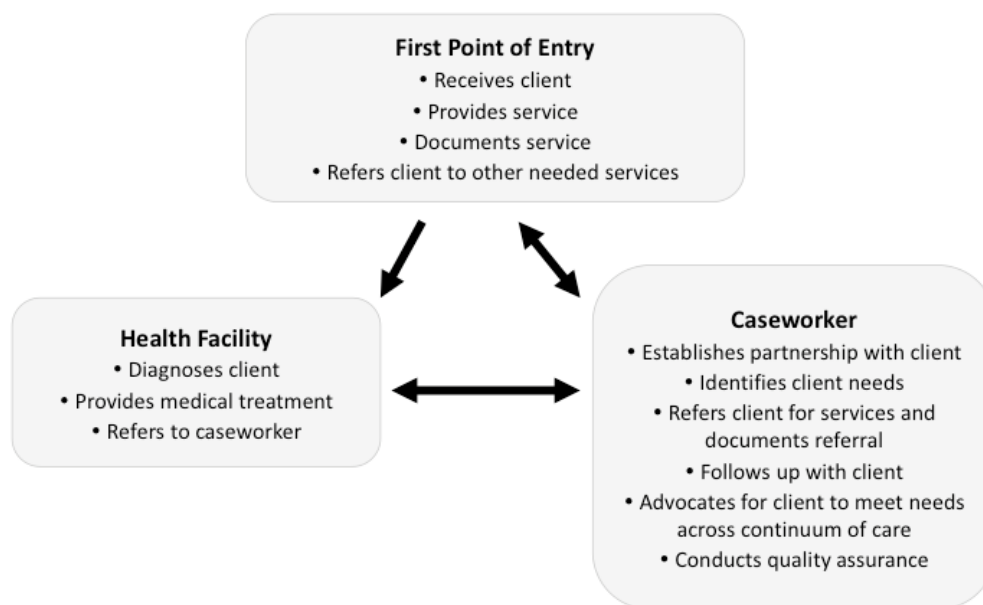 First Point of Entry
• Receives client
• Provides service
• Documents service
• Refers client to other needed services
Health Facility
• Diagnoses client
• Provides medical treatment
• Refers to caseworker
Caseworker
• Establishes partnership with client
• Identifies client needs
• Refers client for services and
documents referral
• Follows up with client
• Advocates for client to meet needs
across continuum of care
• Conducts quality assurance